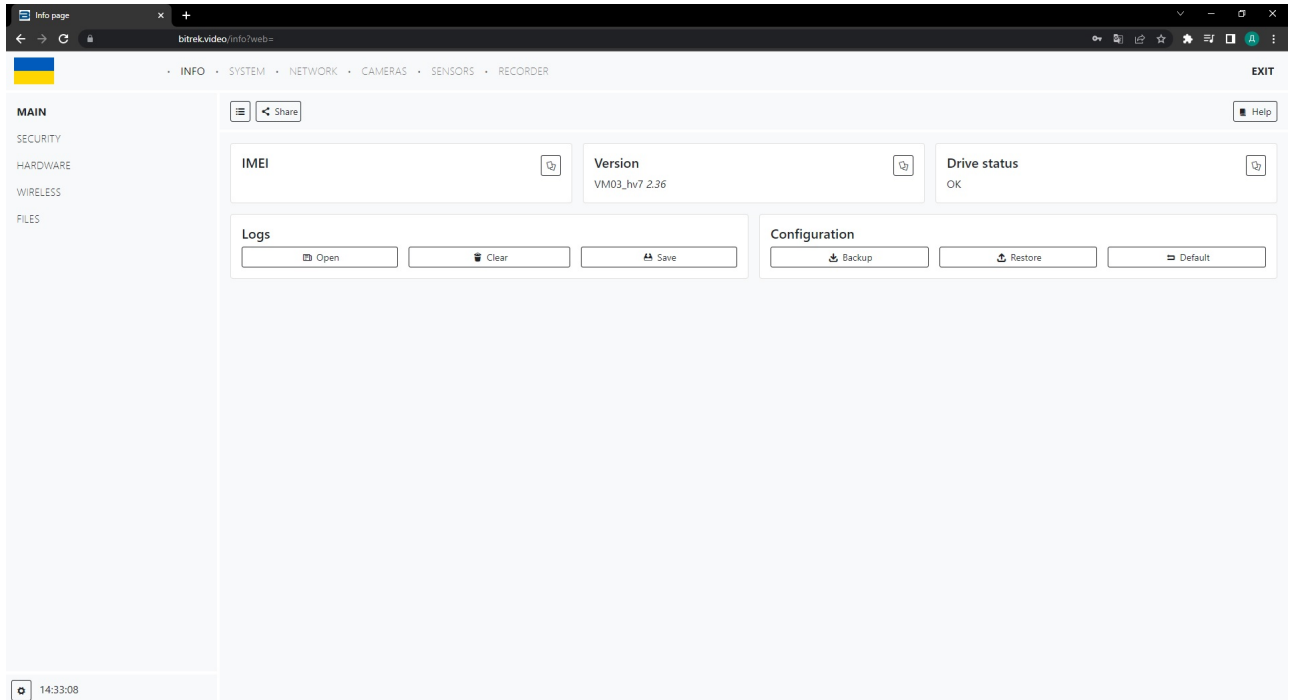 Info page
bitrek.video/info?web=
Д
• INFO • SYSTEM • NETWORK • CAMERAS • SENSORS • RECORDER
EXIT
MAIN
SECURITY
HARDWARE
WIRELESS
FILES
Share
Help
IMEI
Version
VM03_hv7 2.36
Drive status
OK
Logs
Open
Clear
Save
Configuration
Backup
Restore
Default
14:33:08